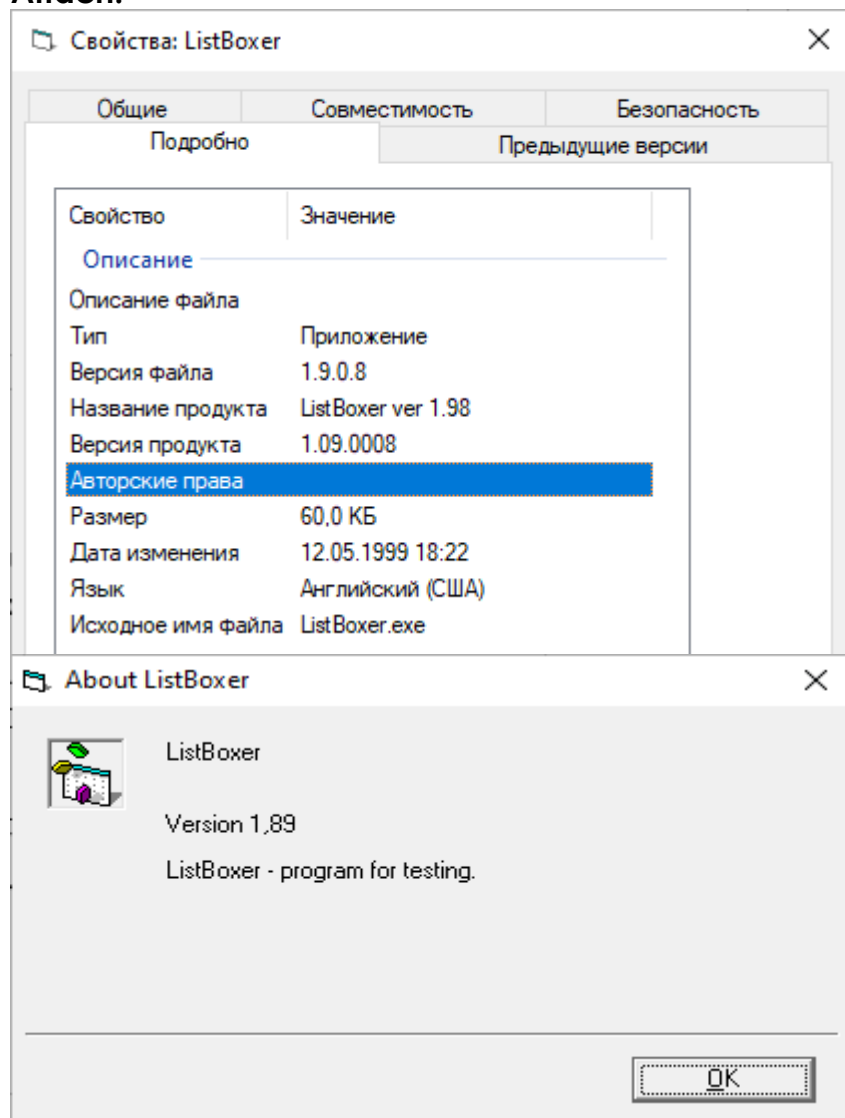 Свойства: ListBoxer
Общие Совместимость Безопасность
Подробно Предыдущие версии
Свойство Значение
Описание
Описание файла
Тип Приложение
Версия файла 1.9.0.8
Название продукта ListBoxer ver 1.98
Версия продукта 1.09.0008
Авторские права
Размер 60,0 КБ
Дата изменения 12.05.1999 18:22
Язык Английский (США)
Исходное имя файла ListBoxer.exe
About ListBoxer
ListBoxer
Version 1,89
ListBoxer - program for testing.
OK